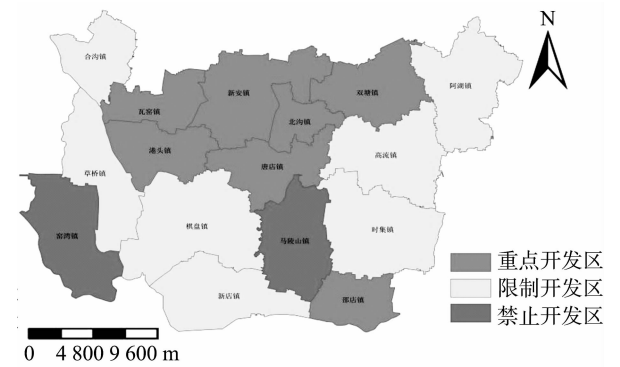 N
合沟镇
阿湖镇
瓦窑镇
新安镇
双塘镇
北沟镇
港头镇
唐店镇
高流镇
草桥镇
窑湾镇
棋盘镇
马陵山镇
时集镇
新店镇
邵店镇
重点开发区
限制开发区
禁止开发区
0 4 800 9 600 m